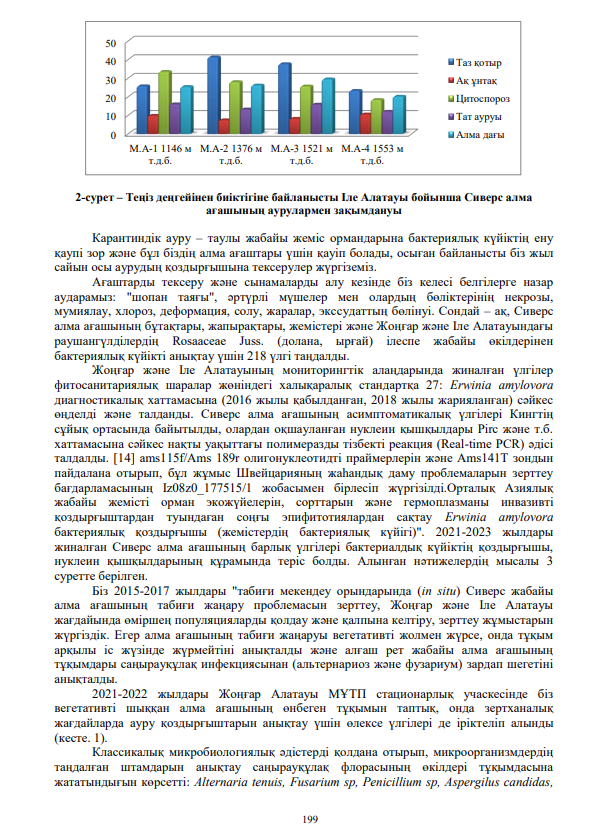 50
40
30
20
10
0
М.А-1 1146 м М.А-2 1376 м М.А-3 1521 м М.А-4 1553 м
т.д.б. т.д.б. т.д.б. т.д.б.
Таз қотыр
Ақ ұнтақ
Цитоспороз
Тат ауруы
Алма дағы
2-сурет – Теңіз деңгейінен биіктігіне байланысты Іле Алатауы бойынша Сиверс алма
ағашының аурулармен зақымдануы
Карантиндік ауру – таулы жабайы жеміс ормандарына бактериялық күйіктің ену
қаупі зор және бұл біздің алма ағаштары үшін қауіп болады, осыған байланысты біз жыл
сайын осы аурудың қоздырғышына тексерулер жүргіземіз.
Ағаштарды тексеру және сынамаларды алу кезінде біз келесі белгілерге назар
аударамыз: "шопан таяғы", әртүрлі мүшелер мен олардың бөліктерінің некрозы,
мумиялау, хлороз, деформация, солу, жаралар, экссудаттың бөлінуі. Сондай – ақ, Сиверс
алма ағашының бұтақтары, жапырақтары, жемістері және Жоңғар және Іле Алатауындағы
раушангүлділердің Rosaaceae Juss. (долана, ырғай) ілеспе жабайы өкілдерінен
бактериялық күйікті анықтау үшін 218 үлгі таңдалды.
Жоңғар және Іле Алатауының мониторингтік алаңдарында жиналған үлгілер
фитосанитариялық шаралар жөніндегі халықаралық стандартқа 27: Erwinia amylovora
диагностикалық хаттамасына (2016 жылы қабылданған, 2018 жылы жарияланған) сәйкес
өңделді және талданды. Сиверс алма ағашының асимптоматикалық үлгілері Кингтің
сұйық ортасында байытылды, олардан оқшауланған нуклеин қышқылдары Pirc және т.б.
хаттамасына сәйкес нақты уақыттағы полимеразды тізбекті реакция (Real-time PCR) әдісі
талдалды. [14] ams115f/Ams 189r олигонуклеотидті праймерлерін және Ams141T зондын
пайдалана отырып, бұл жұмыс Швейцарияның жаһандық даму проблемаларын зерттеу
бағдарламасының Iz08z0_177515/1 жобасымен бірлесіп жүргізілді.Орталық Азиялық
жабайы жемісті орман экожүйелерін, сорттарын және гермоплазманы инвазивті
қоздырғыштардан туындаған соңғы эпифитотиялардан сақтау Erwinia amylovora
бактериялық қоздырғышы (жемістердің бактериялық күйігі)". 2021-2023 жылдары
жиналған Сиверс алма ағашының барлық үлгілері бактериалдық күйіктің қоздырғышы,
нуклеин қышқылдарының құрамында теріс болды. Алынған нәтижелердің мысалы 3
суретте берілген.
Біз 2015-2017 жылдары "табиғи мекендеу орындарында (in situ) Сиверс жабайы
алма ағашының табиғи жаңару проблемасын зерттеу, Жоңғар және Іле Алатауы
жағдайында өміршең популяцияларды қолдау және қалпына келтіру, зерттеу жұмыстарын
жүргіздік. Егер алма ағашының табиғи жаңаруы вегетативті жолмен жүрсе, онда тұқым
арқылы іс жүзінде жүрмейтіні анықталды және алғаш рет жабайы алма ағашының
тұқымдары саңырауқұлақ инфекциясынан (альтернариоз және фузариум) зардап шегетіні
анықталды.
2021-2022 жылдары Жоңғар Алатауы МҰТП стационарлық учаскесінде біз
вегетативті шыққан алма ағашының өнбеген тұқымын таптық, онда зертханалық
жағдайларда ауру қоздырғыштарын анықтау үшін өлексе үлгілері де іріктеліп алынды
(кесте. 1).
Классикалық микробиологиялық әдістерді қолдана отырып, микроорганизмдердің
таңдалған штамдарын анықтау саңырауқұлақ флорасының өкілдері тұқымдасына
жататындығын көрсетті: Alternaria tenuis, Fusarium sp, Penicillium sp, Aspergilus candidas,
199